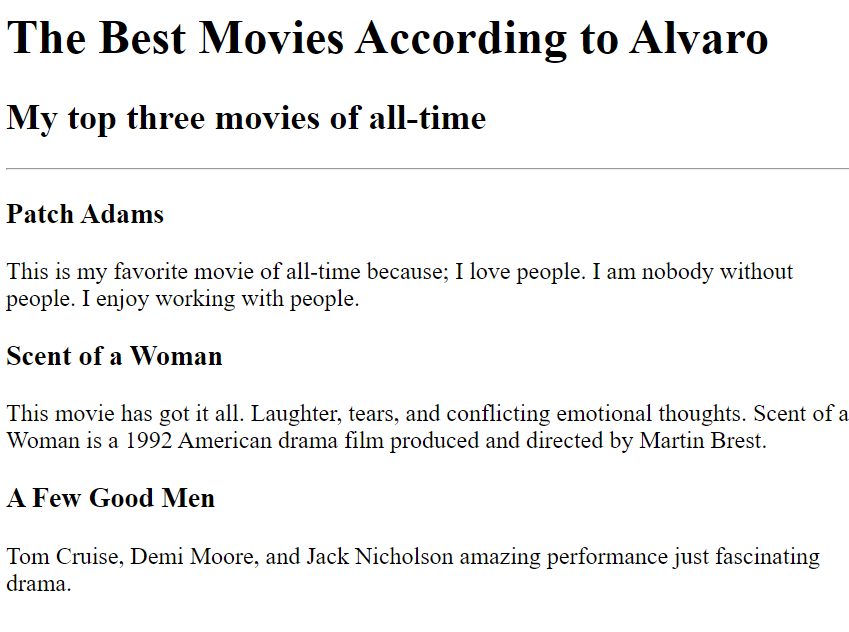 The Best Movies According to Alvaro
My top three movies of all-time
Patch Adams
This is my favorite movie of all-time because; I love people. I am nobody without
people. I enjoy working with people.
Scent of a Woman
This movie has got it all. Laughter, tears, and conflicting emotional thoughts. Scent of a
Woman is a 1992 American drama film produced and directed by Martin Brest.
A Few Good Men
Tom Cruise, Demi Moore, and Jack Nicholson amazing performance just fascinating
drama.